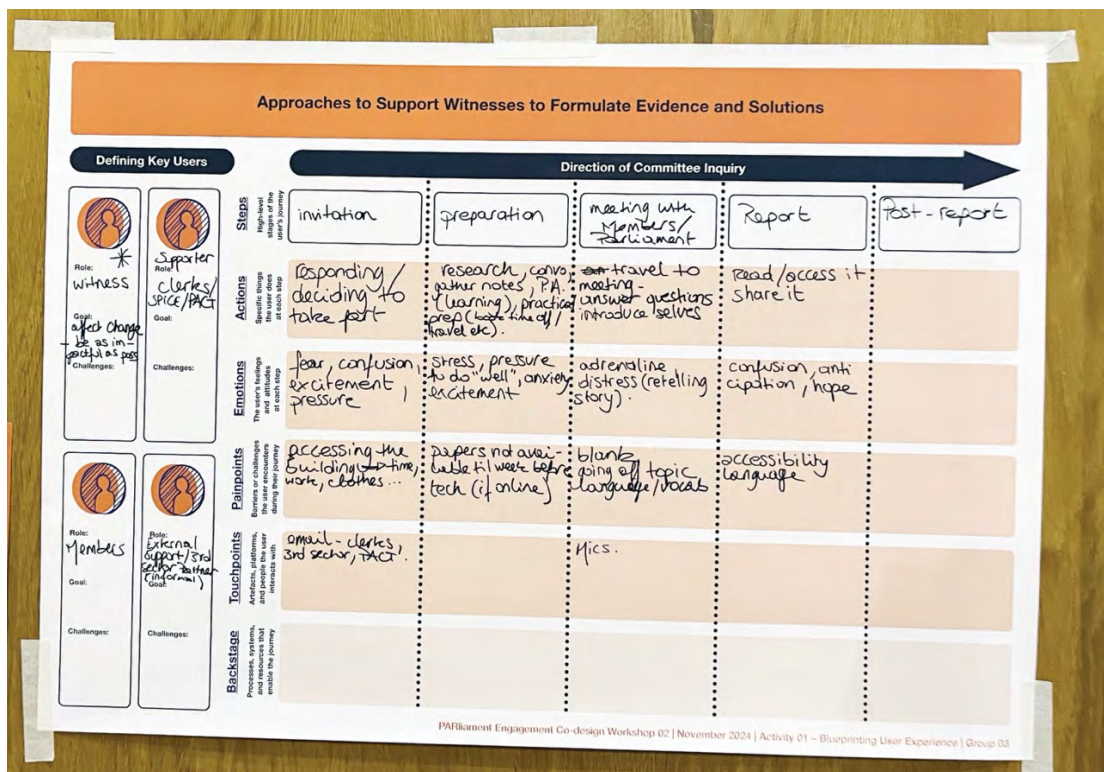 Approaches to Support Witnesses to Formulate Evidence and Solutions
Defining Key Users
Direction of Committee Inquiry
Role:
witness
Goal:
affect change
- be as im-
pactful as poss
Challenges:
Supporter
Role:
clerks/
SPICE/PACT
Goal:
Challenges:
Role:
Members
Goal:
Challenges:
Role:
External
support/3rd
sector partner
(informal)
Goal:
Challenges:
Steps
High-level
stages of the
user's journey
invitation
preparation
meeting with
Members/
Parliament
Report
Post-report
Actions
Specific things
the user does
at each step
responding/
deciding to
take part
research, convo,
gather notes, P.A.
(learning), practical
prep (time off/
travel etc).
travel to
meeting-
answer questions
introduce selves
Read/access it
share it
Emotions
The user's feelings
and attitudes
at each step
fear, confusion,
excitement,
pressure
stress, pressure
to do "well", anxiety
excitement
adrenaline
distress (retelling
story).
confusion, anti
cipation, hope
Painpoints
Barriers or challenges
the user encounters
during their journey
accessing the
building → time,
work, clothes...
papers not avai-
lable til week before
tech (if online)
blank
going off topic
language/vocab
accessibility
language
Touchpoints
Artefacts, platforms,
and people the user
interacts with
email - clerks,
3rd sector, PACT.
Mics.
Backstage
Processes, systems,
and resources that
enable the journey
PARliament Engagement Co-design Workshop 02 | November 2024 | Activity 01 – Blueprinting User Experience | Group 03